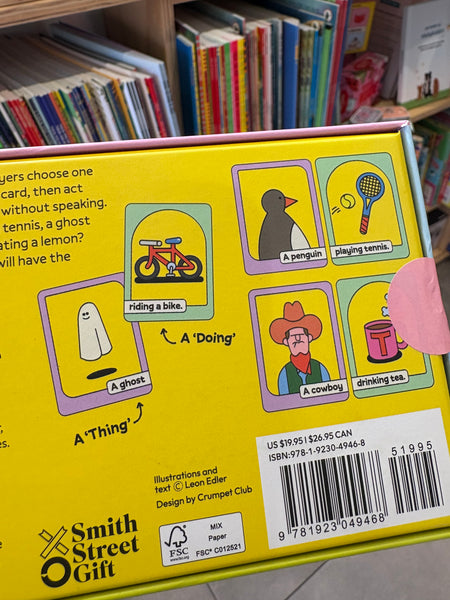 yers choose one
card, then act
without speaking.
tennis, a ghost
ating a lemon?
will have the
A penguin
playing tennis.
riding a bike.
A 'Doing'
A ghost
A 'Thing'
A cowboy
drinking tea.
T
US $19.95 | $26.95 CAN
ISBN:978-1-9230-4946-8
51995
9 781923 049468
Illustrations and
text © Leon Edler
Design by Crumpet Club
Smith
Street
Gift
FSC
www.fsc.org
MIX
Paper
FSC® C012521